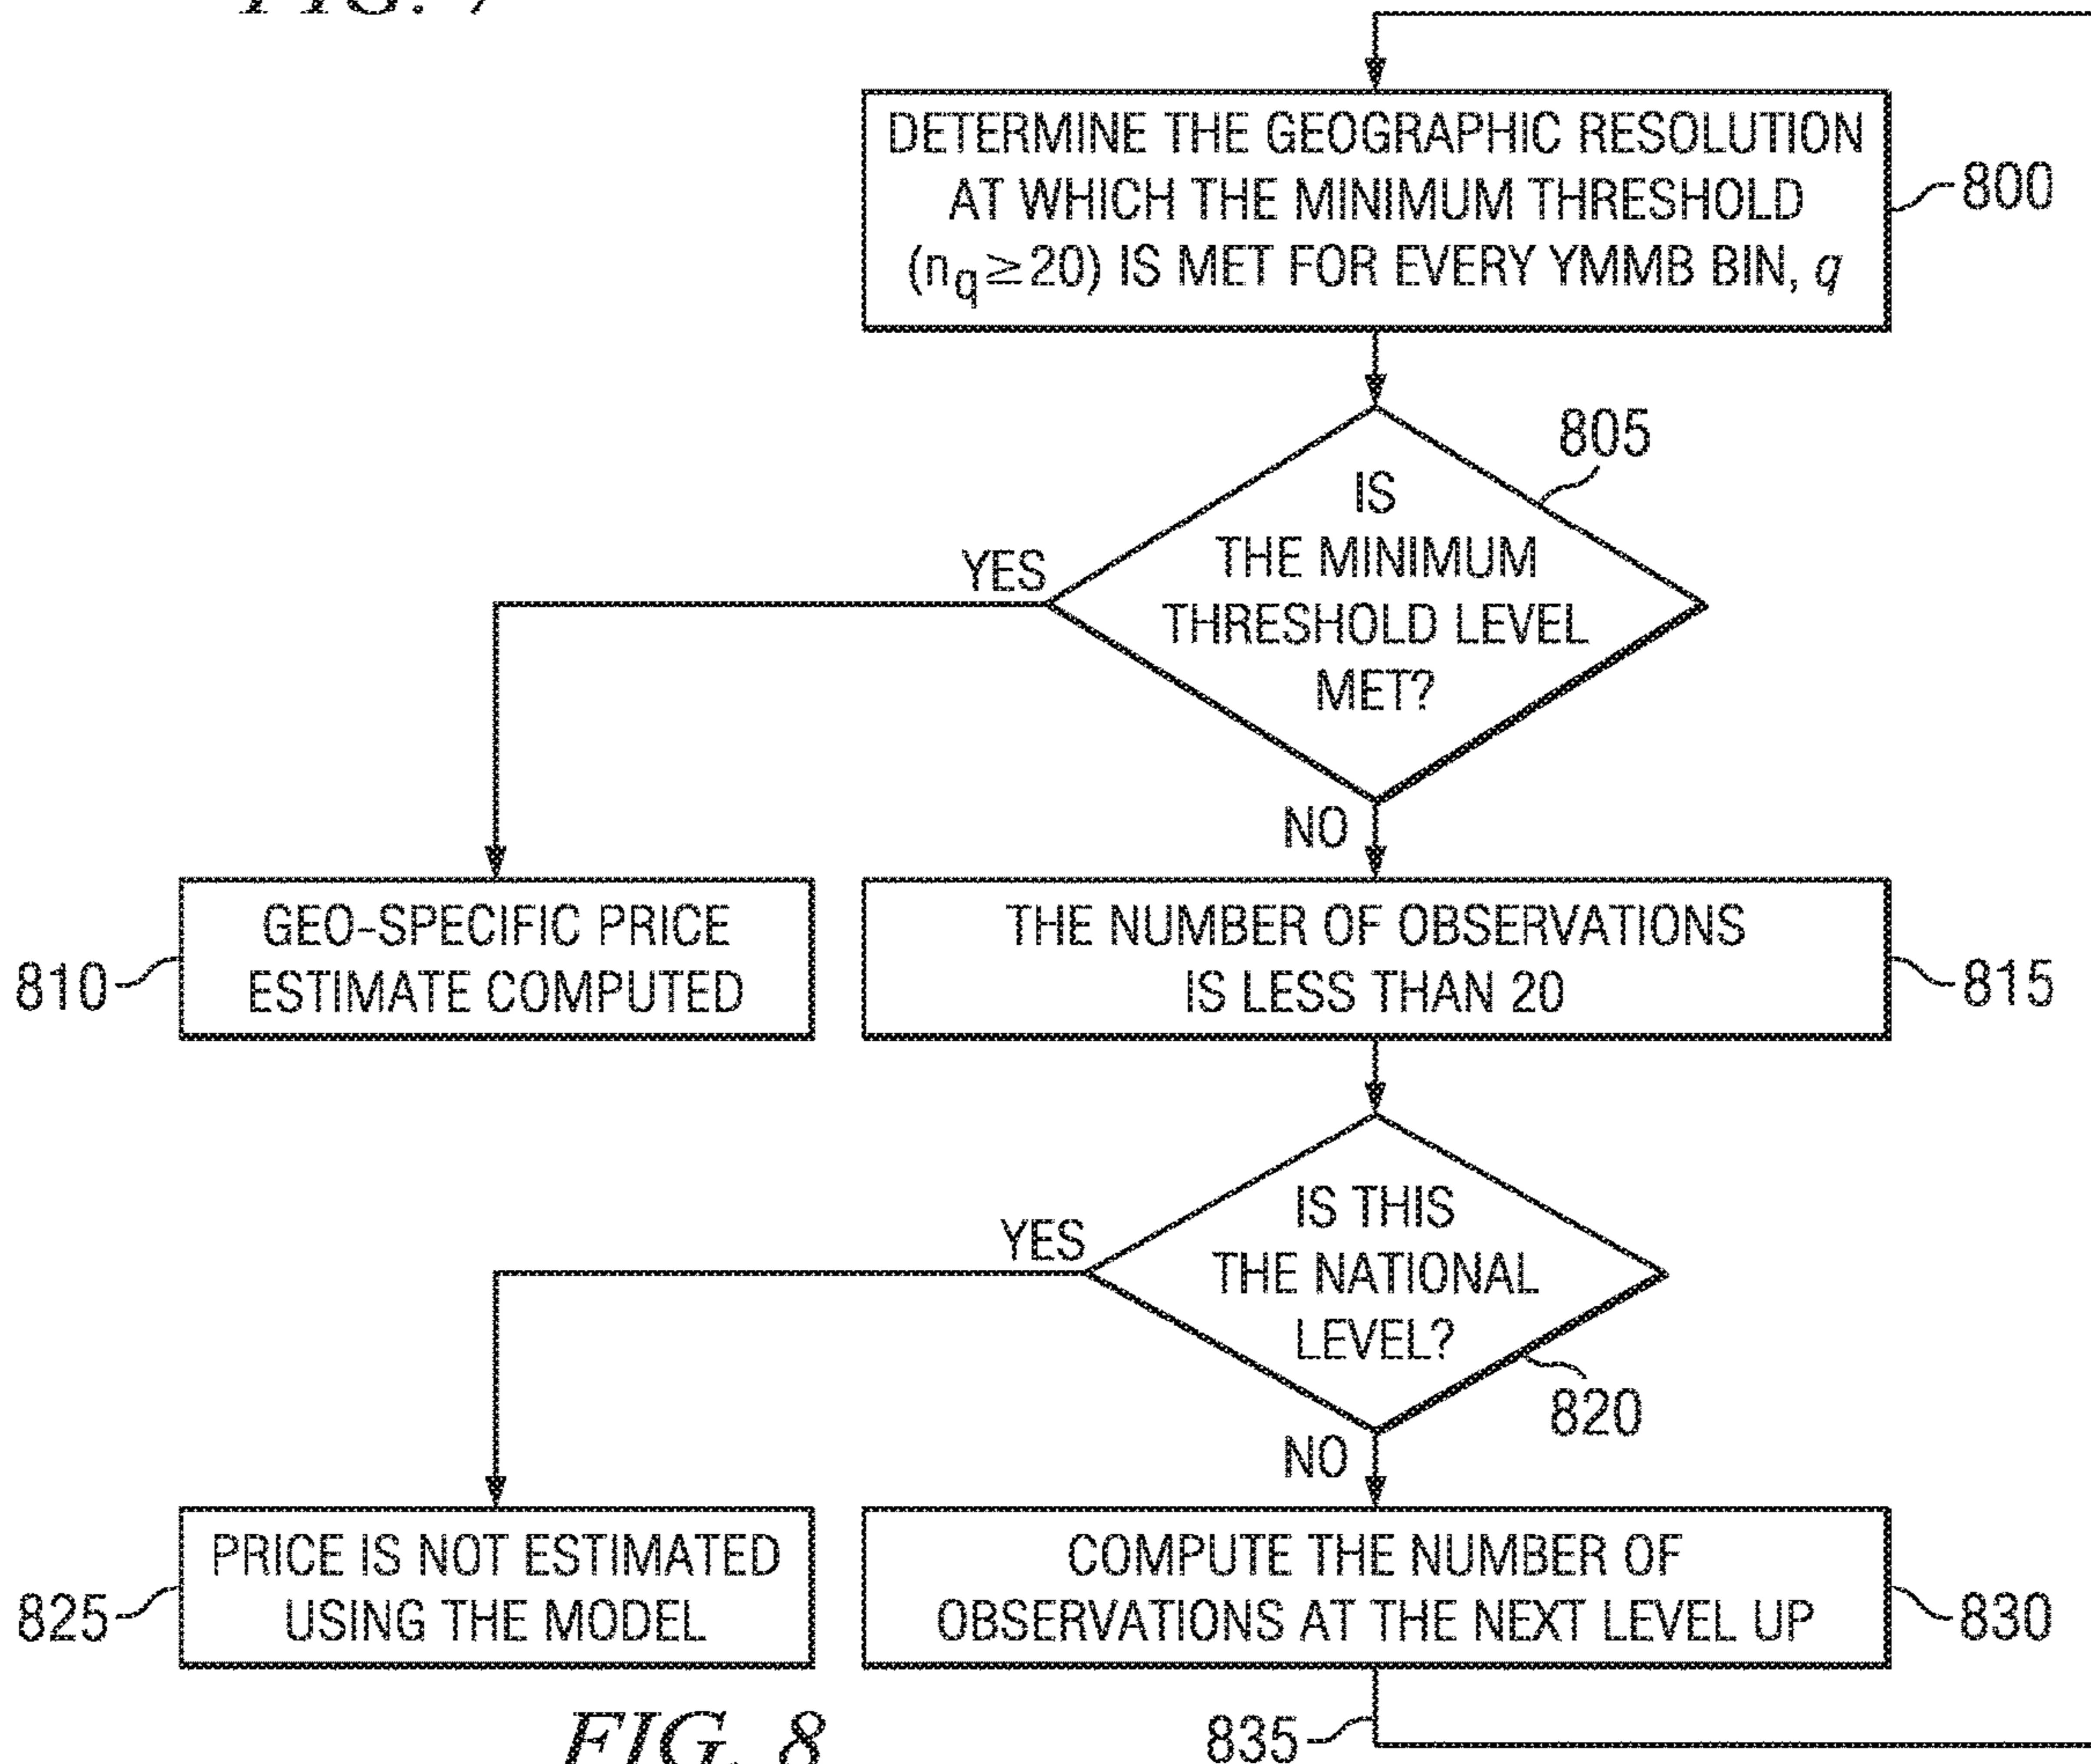 FIG. 7
DETERMINE THE GEOGRAPHIC RESOLUTION
AT WHICH THE MINIMUM THRESHOLD
(nq≥20) IS MET FOR EVERY YMMB BIN, q
800
805
IS
THE MINIMUM
THRESHOLD LEVEL
MET?
YES
NO
GEO-SPECIFIC PRICE
ESTIMATE COMPUTED
810
THE NUMBER OF OBSERVATIONS
IS LESS THAN 20
815
IS THIS
THE NATIONAL
LEVEL?
YES
820
NO
PRICE IS NOT ESTIMATED
USING THE MODEL
825
COMPUTE THE NUMBER OF
OBSERVATIONS AT THE NEXT LEVEL UP
830
835
FIG. 8